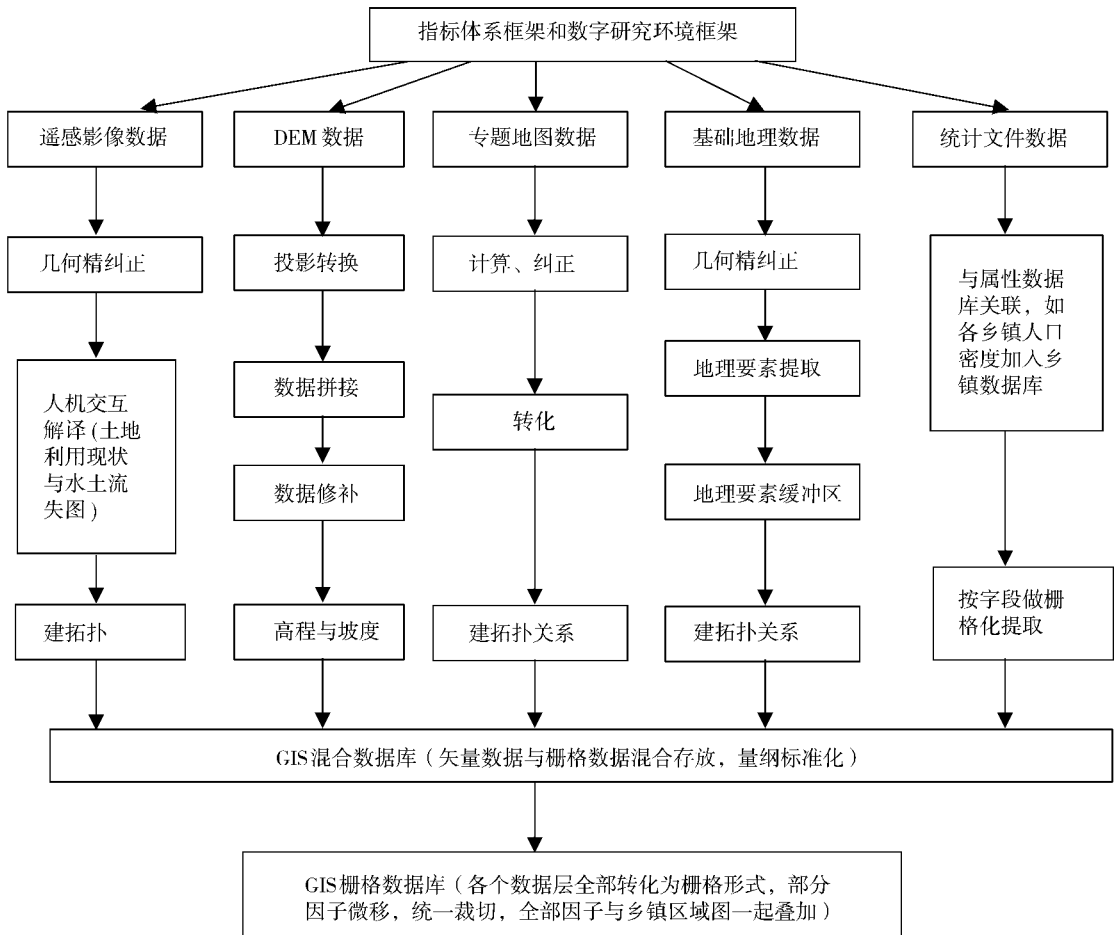 指标体系框架和数字研究环境框架
遥感影像数据
DEM 数据
专题地图数据
基础地理数据
统计文件数据
几何精纠正
投影转换
计算、纠正
几何精纠正
与属性数据
库关联，如
各乡镇人口
密度加入乡
镇数据库
人机交互
解译(土地
利用现状
与水土流
失图)
数据拼接
转化
地理要素提取
数据修补
地理要素缓冲区
建拓扑
高程与坡度
建拓扑关系
建拓扑关系
按字段做栅
格化提取
GIS混合数据库（矢量数据与栅格数据混合存放，量纲标准化）
GIS栅格数据库（各个数据层全部转化为栅格形式，部分
因子微移，统一裁切，全部因子与乡镇区域图一起叠加）